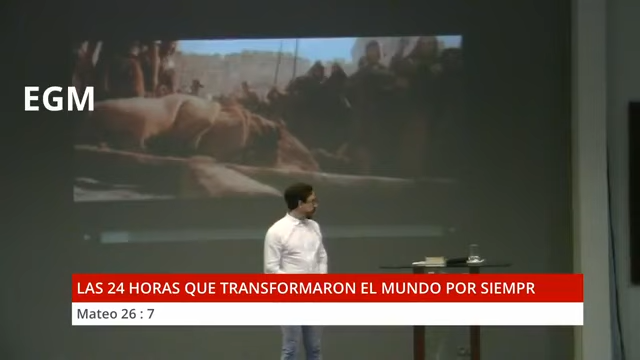 EGM
LAS 24 HORAS QUE TRANSFORMARON EL MUNDO POR SIEMPR
Mateo 26 : 7